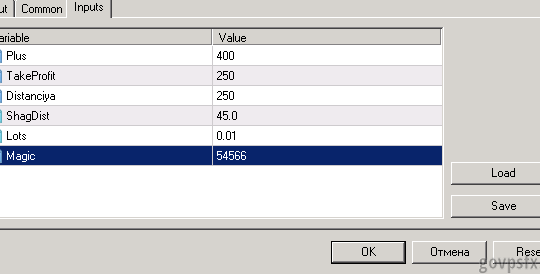 ut Common Inputs
ariable Value
Plus 400
TakeProfit 250
Distanciya 250
ShagDist 45.0
Lots 0.01
Magic 54566
Load
Save
OK Отмена Rese
govpsfx